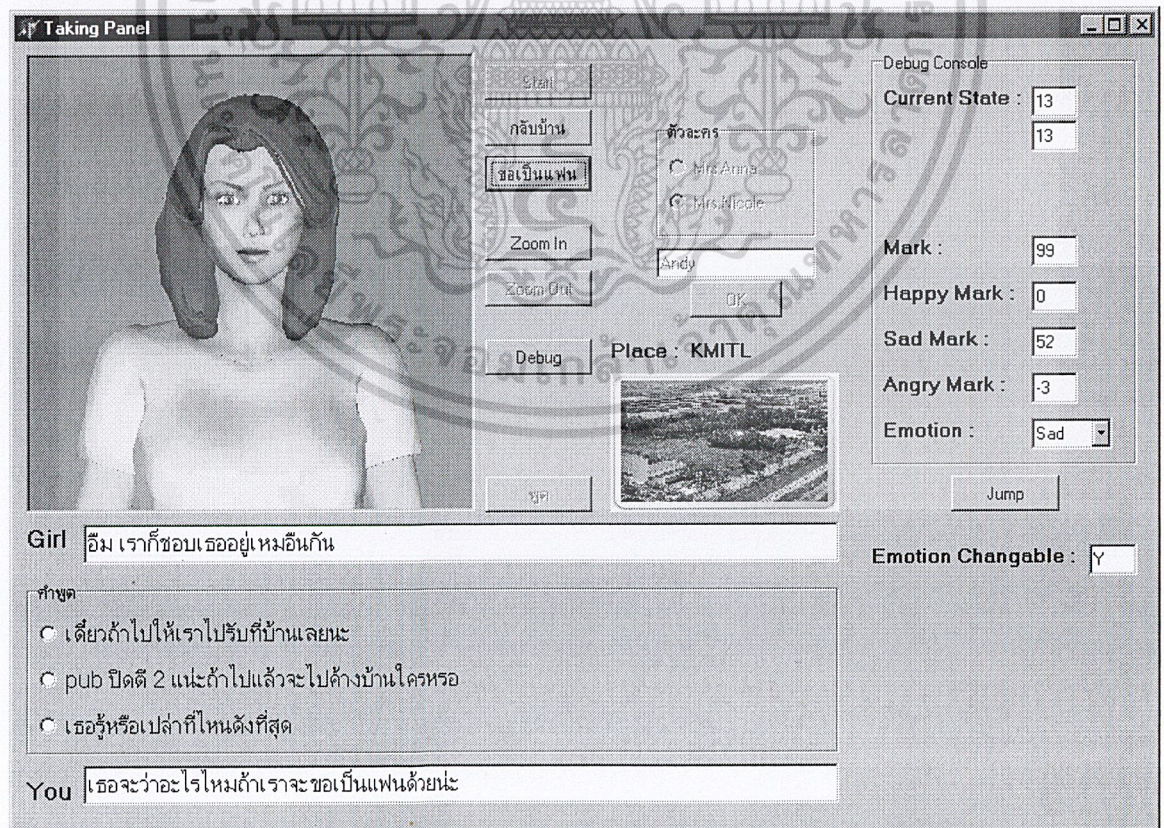 Taking Panel
Start
กลับบ้าน
ขอเป็นแฟน
Zoom In
Zoom Out
Debug
พูด
ตัวละคร
Mrs.Anna
Mrs.Nicole
Andy
OK
Place : KMITL
Debug Console
Current State : 13
13
Mark : 99
Happy Mark : 0
Sad Mark : 52
Angry Mark : -3
Emotion : Sad
Jump
Emotion Changable : Y
Girl อืม เราก็ชอบเธออยู่เหมือนกัน
คำพูด
เดี๋ยวถ้าไปให้เราไปรับที่บ้านเลยนะ
pub ปิดตี 2 แน่ะถ้าไปแล้วจะไปค้างบ้านใครหรอ
เธอรู้หรือเปล่าที่ไหนดังที่สุด
You เธอจะว่าอะไรไหมถ้าเราจะขอเป็นแฟนด้วยน่ะ